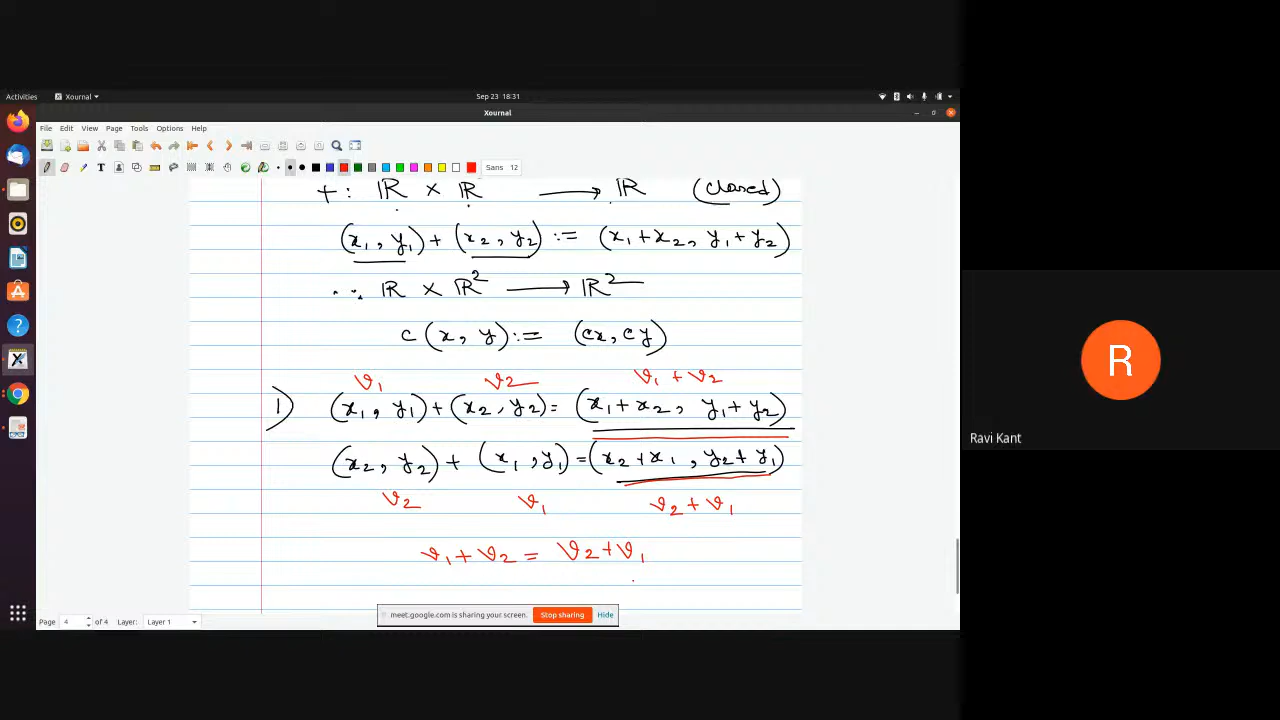 Activities Xournal Sep 23 18:31
Xournal
File Edit View Page Tools Options Help
Sans 12
+ : ℝ × ℝ ⟶ ℝ (closed)
(x₁, y₁) + (x₂, y₂) := (x₁+x₂, y₁+y₂)
∴ ℝ × ℝ² ⟶ ℝ²
c(x, y) := (cx, cy)
v₁ v₂ v₁ + v₂
1) (x₁, y₁) + (x₂, y₂) = (x₁+x₂, y₁+y₂)
(x₂, y₂) + (x₁, y₁) = (x₂+x₁, y₂+y₁)
v₂ v₁ v₂ + v₁
v₁ + v₂ = v₂ + v₁
meet.google.com is sharing your screen. Stop sharing Hide
Page 4 of 4 Layer: Layer 1
R
Ravi Kant